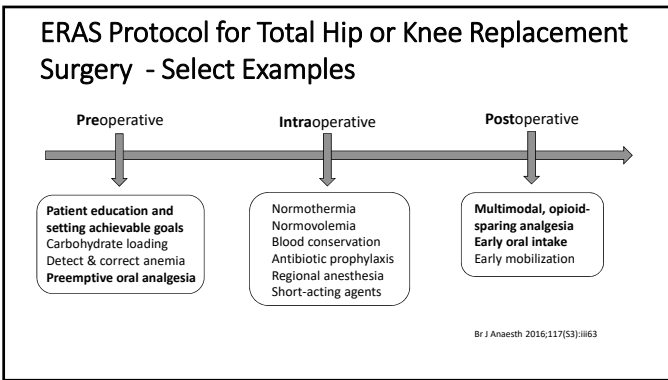 ERAS Protocol for Total Hip or Knee Replacement
Surgery - Select Examples
Preoperative
Intraoperative
Postoperative
Patient education and
setting achievable goals
Carbohydrate loading
Detect & correct anemia
Preemptive oral analgesia
Normothermia
Normovolemia
Blood conservation
Antibiotic prophylaxis
Regional anesthesia
Short-acting agents
Multimodal, opioid-
sparing analgesia
Early oral intake
Early mobilization
Br J Anaesth 2016;117(S3):iii63